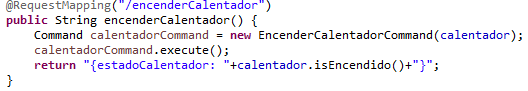 @RequestMapping("/encenderCalentador")
public String encenderCalentador() {
    Command calentadorCommand = new EncenderCalentadorCommand(calentador);
    calentadorCommand.execute();
    return "{estadoCalentador: "+calentador.isEncendido()+"}";
}